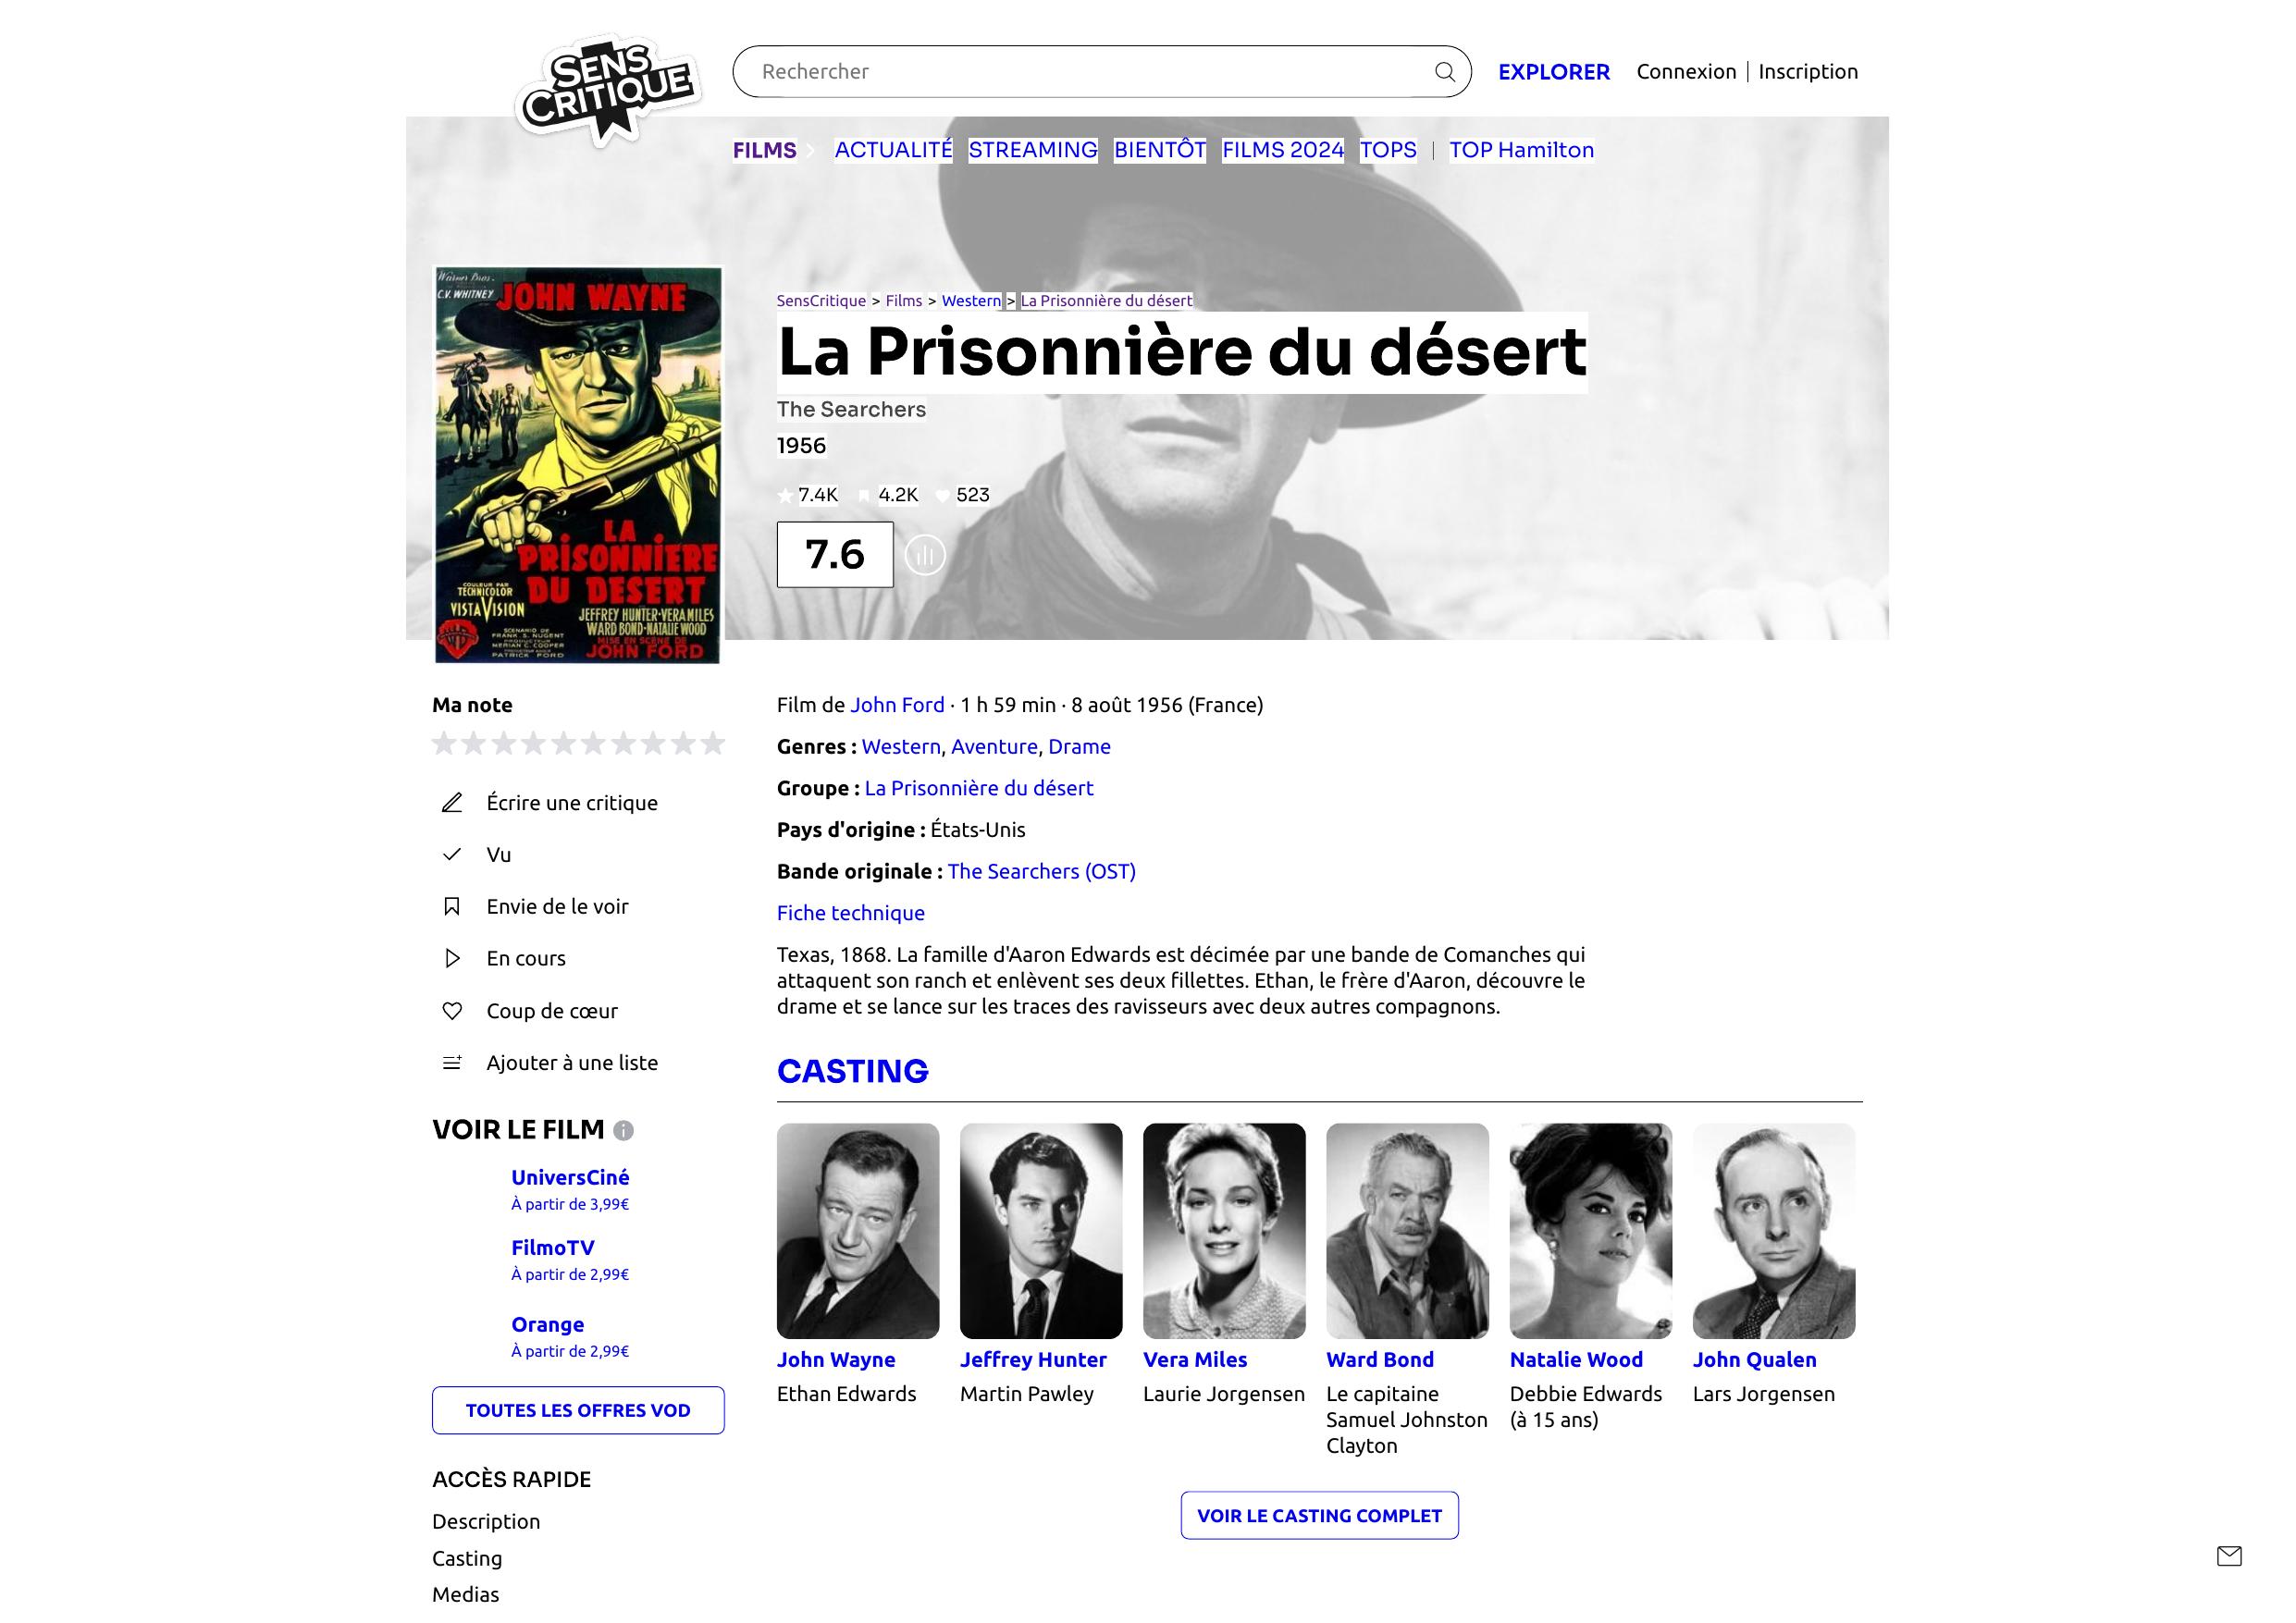 SENS
CRITIQUE
Rechercher
EXPLORER
Connexion | Inscription
FILMS
ACTUALITÉ
STREAMING
BIENTÔT
FILMS 2024
TOPS
|
TOP Hamilton
Warner Bros.
C.V. WHITNEY
JOHN WAYNE
LA
PRISONNIERE
DU DESERT
COULEUR PAR
TECHNICOLOR
VISTAVISION
JEFFREY HUNTER·VERA MILES
WARD BOND·NATALIE WOOD
SCENARIO DE
FRANK S. NUGENT
PRODUCTEUR
MERIAN C. COOPER
PATRICK FORD
MISE EN SCENE DE
JOHN FORD
SensCritique > Films > Western > La Prisonnière du désert
La Prisonnière du désert
The Searchers
1956
7.4K 4.2K 523
7.6
Ma note
Écrire une critique
Vu
Envie de le voir
En cours
Coup de cœur
Ajouter à une liste
VOIR LE FILM
UniversCiné
À partir de 3,99€
FilmoTV
À partir de 2,99€
Orange
À partir de 2,99€
TOUTES LES OFFRES VOD
ACCÈS RAPIDE
Description
Casting
Medias
Film de John Ford · 1 h 59 min · 8 août 1956 (France)
Genres : Western, Aventure, Drame
Groupe : La Prisonnière du désert
Pays d'origine : États-Unis
Bande originale : The Searchers (OST)
Fiche technique
Texas, 1868. La famille d'Aaron Edwards est décimée par une bande de Comanches qui
attaquent son ranch et enlèvent ses deux fillettes. Ethan, le frère d'Aaron, découvre le
drame et se lance sur les traces des ravisseurs avec deux autres compagnons.
CASTING
John Wayne
Ethan Edwards
Jeffrey Hunter
Martin Pawley
Vera Miles
Laurie Jorgensen
Ward Bond
Le capitaine
Samuel Johnston
Clayton
Natalie Wood
Debbie Edwards
(à 15 ans)
John Qualen
Lars Jorgensen
VOIR LE CASTING COMPLET